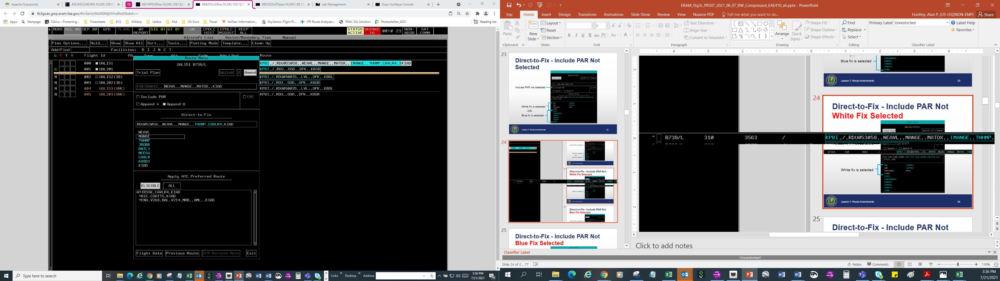 Apache Guacamole
455/MCG:MCWS:10.245.129.12
16
867/RPD:RPos:10.245.129.122:
868/DVu:DPos:10.245.129.122:
495/SDS:ATSpec:10.245.129.12
Lab Management
Guac huntleya Console
tb3guac.gwp.eram.faa.gov/#/client/MzM0MjEAYwBteXNxbA==
Apps
Startpage
Gibiru – Protecting...
Timesheets
ECS
Military
Leidos
FAA
US Govt
Travel
AirNav: Information...
SkyVector: Flight Pl...
IFR Route Analyzer...
FRAC SSL Solution
Photoshelter_AOC
Reading list
MORE ACL 06 DEP 00 GPD PLANS WX REPORT SIG 01 GI 01 UA CPDLC HIST CPDLC MSGOUT KEEP ALL STATUS ACTIVE OUTAGE 16 0010 23 NON-ADSB SAT COMM
Aircraft List Sector/Boundary Time Manual
Plan Options... Hold... Show Show All Sort... Tools... Posting Mode Template... Clean Up
Add/Find Facilities: B I J N C T
R Y A Flight Id PA Type Alt Code Hdg/Spd Route
000 UAL151 KPBI./.RDU053058..NEAVL..MANGE..MATOX..[MANGE..THHMP.CAVLR4.]KIAD
001 UAL201 KPBI./.RDU..OOD..DPK..KBGR
N 002 UAL152(38) KPBI./.RDU090035..LVL..DPK..KBDL
N 003 UAL202(36) KPBI./.RDU..OOD..DPK..KBGR
N 004 UAL153(UNK) KPBI./.RDU090035..LVL..DPK..KBDL
N 005 UAL203(UNK) KPBI./.RDU..OOD..DPK..KBGR
Route Menu
UAL151 B738/L
Trial Plan Uplink Amend
FAK188042.. NEAVL..MANGE..MATOX..KIAD
Include PAR FRC
Append * Append
Direct-to-Fix
RDU053058..NEAVL..MANGE..THHMP.CAVLR4.KIAD
NEAVL
MANGE
THHMP
JROBB
BNTLY
MEEGO
CAVLR
KASDY
KIAD
Apply ATC Preferred Route
ELIGIBLE ALL
A→TRSSK.CAVLR4.KIAD
→RIC.COATT5.KIAD
→ENO.V268.BAL.V214.MRB..AML..KIAD
Flight Data Previous Route TFM Reroute Menu Exit
Type here to search
Links » Desktop » Address
3:36 PM
7/21/2021
14
ERAM_Stg3c_PRS07_2021_06_07_RW_Compressed_EAE410_ah.pptx - PowerPoint
File Home Insert Design Transitions Animations Slide Show Review View Nuance PDF Tell me what you want to do... Huntley, Alan P. [US-US][NON-EMP] Share
Paste
Clipboard
New Slide
Layout
Reset
Section
Slides
8
Font
Text Direction
Align Text
Convert to SmartArt
Paragraph
Arrange
Quick Styles
Shape Fill
Shape Outline
Shape Effects
Drawing
Find
Replace
Select
Editing
Primary Label Unrestricted
Label Help
Favorites
Classifier Label
23
Direct-to-Fix - Include PAR Not Selected
Include PAR not selected
White fix is selected
-OR-
Blue fix is selected
Lesson 7: Route Amendments 23
24
Direct-to-Fix - Include PAR Not
White Fix Selected
25
Direct-to-Fix - Include PAR Not
Blue Fix Selected
25
Direct-to-Fix - Include PAR Not
Blue Fix Selected
Blue fix is selected
Lesson 7: Route Amendments 23
24
Direct-to-Fix - Include PAR Not
White Fix Selected
Route Menu
B738/L 310 3563 / KPBI./.RDU053058..NEAVL..MANGE..MATOX..[MANGE..THHMP.
White fix is selected
Lesson 7: Route Amendments 24
25
Direct-to-Fix - Include PAR Not
Click to add notes
Classifier Label
Unrestricted
Slide 24 of 0 .. 77
Notes Comments 110%
3:36 PM
7/21/2021